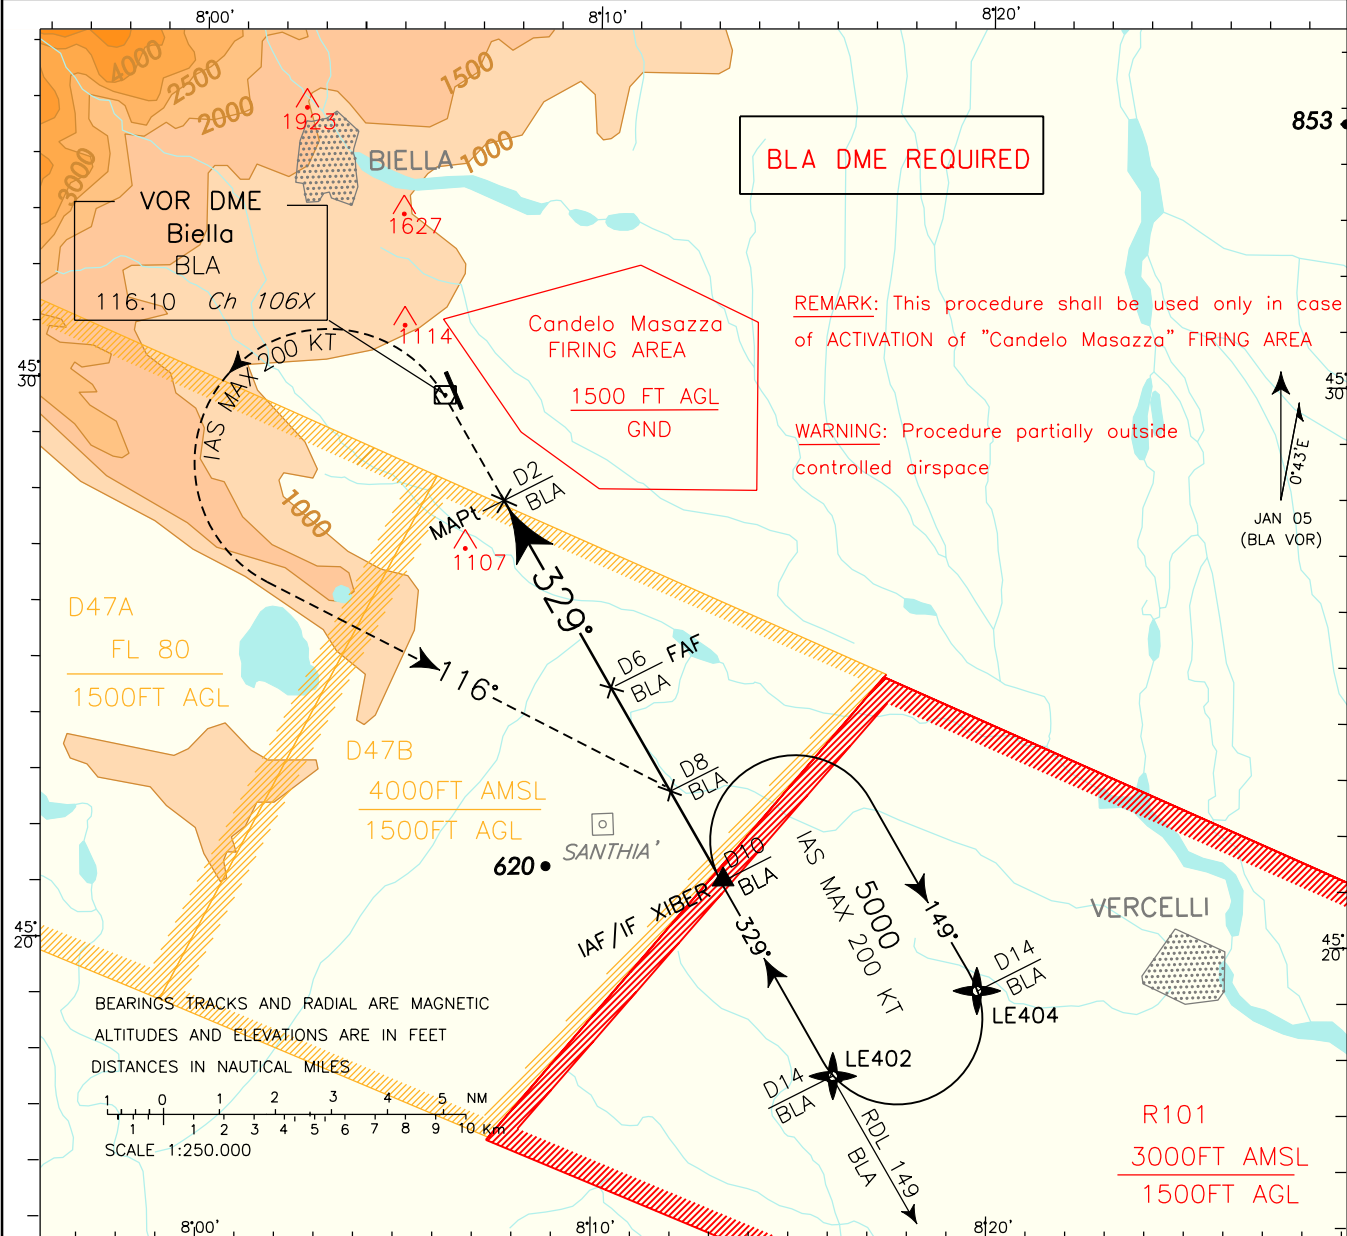 8°00' 8°10' 8°20'
4000
2500
2000
3000
1500
1000
1923
BIELLA
853
BLA DME REQUIRED
VOR DME
Biella
BLA
116.10 Ch 106X
1627
1114
Candelo Masazza
FIRING AREA
1500 FT AGL
GND
REMARK: This procedure shall be used only in case
of ACTIVATION of "Candelo Masazza" FIRING AREA
WARNING: Procedure partially outside
controlled airspace
45°
30'
45°
30'
0°43'E
JAN 05
(BLA VOR)
IAS MAX 200 KT
D2
BLA
MAPt
1107
1000
329°
D47A
FL 80
1500FT AGL
D6 FAF
BLA
116°
D47B
4000FT AMSL
1500FT AGL
D8
BLA
SANTHIA'
620
D10
BLA
IAF/IF XIBER
IAS MAX 200 KT
5000
149°
329°
VERCELLI
D14
BLA
LE404
45°
20'
45°
20'
LE402
D14
BLA
RDL 149
BLA
BEARINGS TRACKS AND RADIAL ARE MAGNETIC
ALTITUDES AND ELEVATIONS ARE IN FEET
DISTANCES IN NAUTICAL MILES
1 0 1 2 3 4 5 NM
1 1 2 3 4 5 6 7 8 9 10 Km
SCALE 1:250.000
R101
3000FT AMSL
1500FT AGL
8°00' 8°10' 8°20'